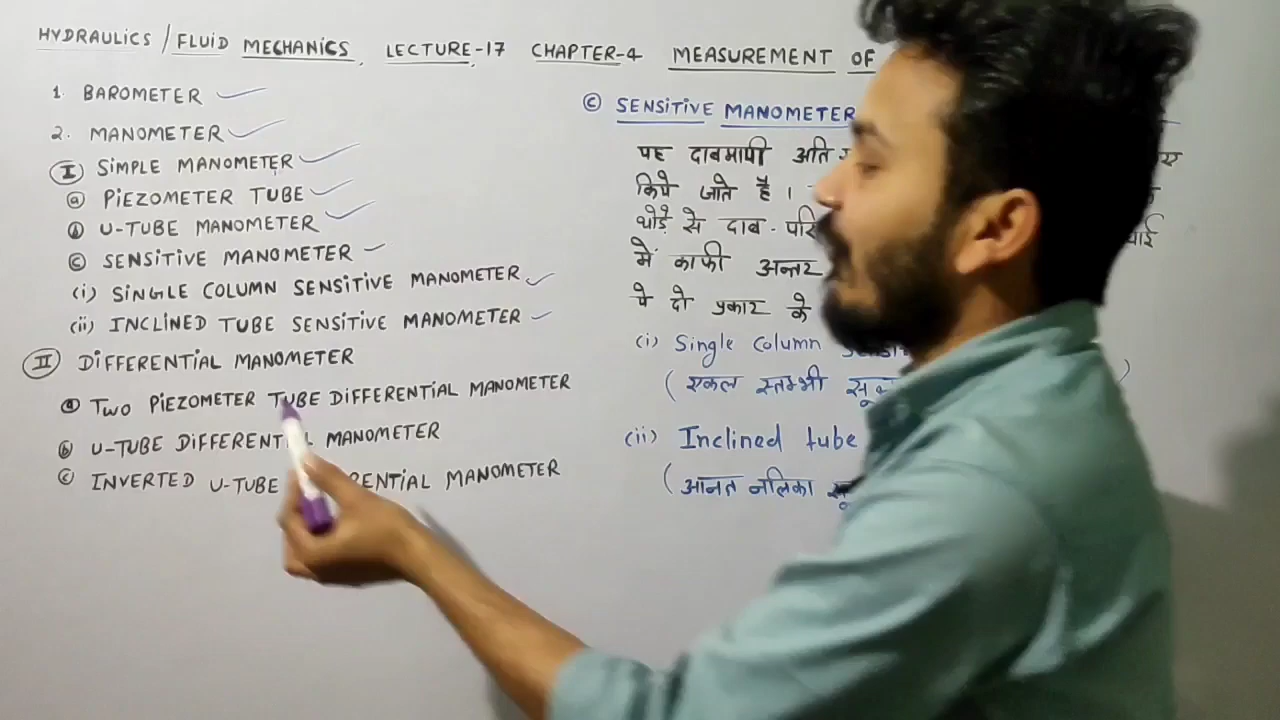 HYDRAULICS / FLUID MECHANICS LECTURE-17 CHAPTER-4 MEASUREMENT OF
1. BAROMETER
2. MANOMETER
I SIMPLE MANOMETER
a PIEZOMETER TUBE
b U-TUBE MANOMETER
c SENSITIVE MANOMETER
(i) SINGLE COLUMN SENSITIVE MANOMETER
(ii) INCLINED TUBE SENSITIVE MANOMETER
II DIFFERENTIAL MANOMETER
a TWO PIEZOMETER TUBE DIFFERENTIAL MANOMETER
b U-TUBE DIFFERENTIAL MANOMETER
c INVERTED U-TUBE MANOMETER
C SENSITIVE MANOMETER
यह दाबमापी अति
किये जाते है ।
थोड़े से दाब -
में काफी अन्तर
ये दो प्रकार के
(i) Single Column
( एकल स्तम्भी
(ii) Inclined tube
( आनत नलिका